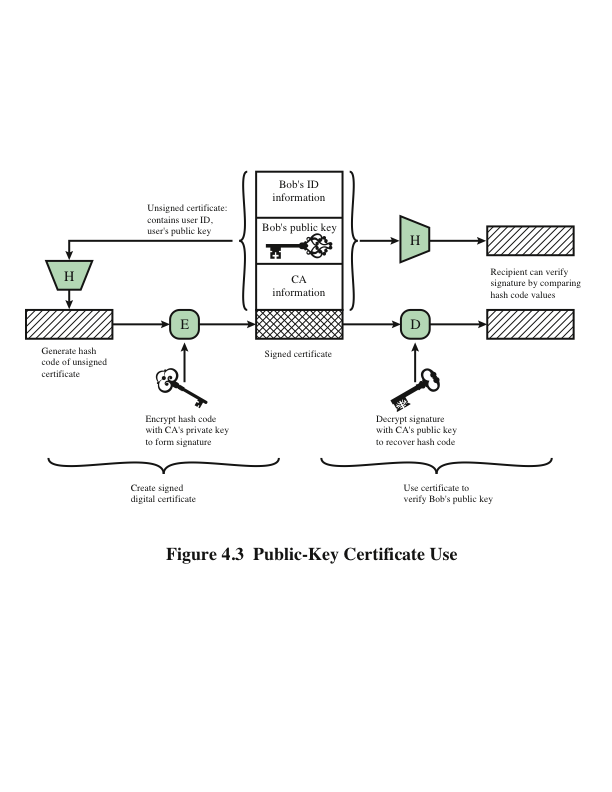 Bob's ID
information
Unsigned certificate:
contains user ID,
user's public key
Bob's public key
H
H
CA
information
Recipient can verify
signature by comparing
hash code values
E
D
Generate hash
code of unsigned
certificate
Signed certificate
Encrypt hash code
with CA's private key
to form signature
Decrypt signature
with CA's public key
to recover hash code
Create signed
digital certificate
Use certificate to
verify Bob's public key
Figure 4.3 Public-Key Certificate Use